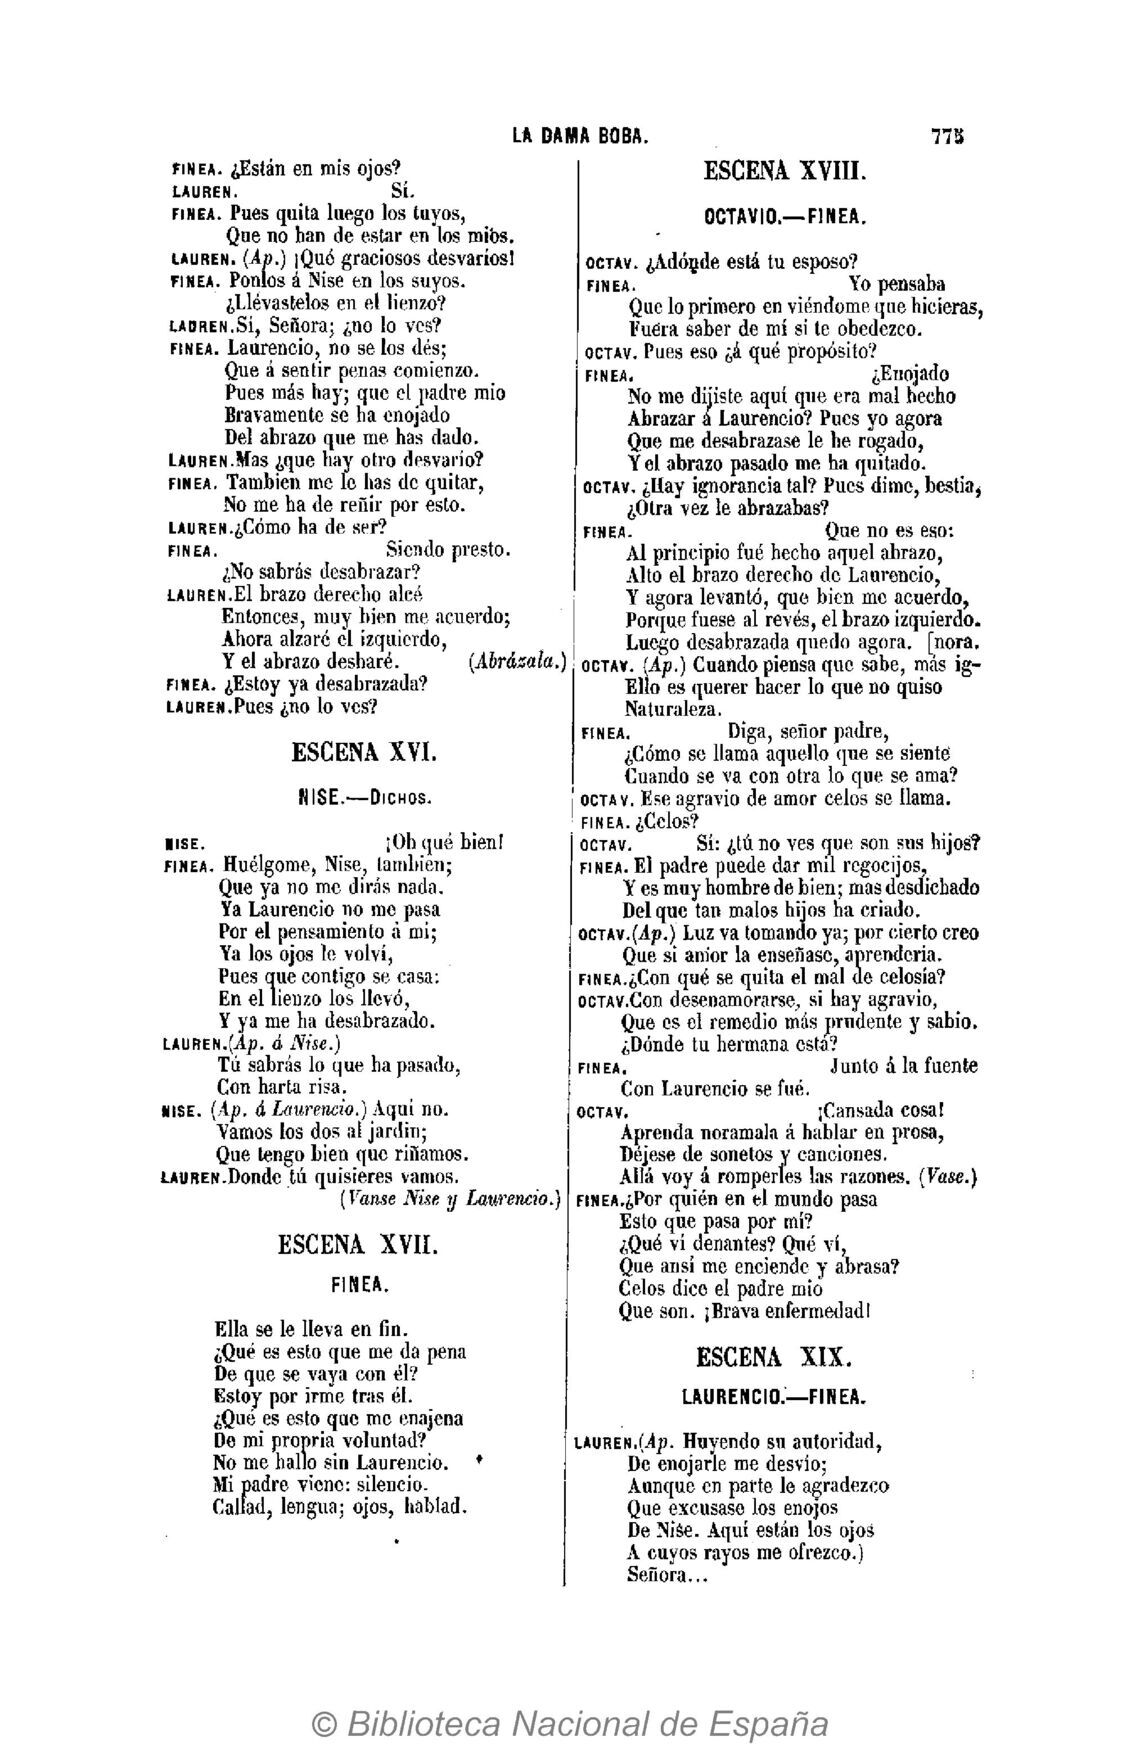 LA DAMA BOBA. 775
FINEA. ¿Están en mis ojos?
LAUREN. Sí.
FINEA. Pues quita luego los tuyos,
Que no han de estar en los mios.
LAUREN. (Ap.) ¡Qué graciosos desvaríos!
FINEA. Ponlos á Nise en los suyos.
¿Llévastelos en el lienzo?
LAUREN. Sí, Señora; ¿no lo ves?
FINEA. Laurencio, no se los dés;
Que á sentir penas comienzo.
Pues más hay; que el padre mio
Bravamente se ha enojado
Del abrazo que me has dado.
LAUREN. Mas ¿que hay otro desvarío?
FINEA. Tambien me le has de quitar,
No me ha de reñir por esto.
LAUREN. ¿Cómo ha de ser?
FINEA. Siendo presto.
¿No sabrás desabrazar?
LAUREN. El brazo derecho alcé
Entonces, muy bien me acuerdo;
Ahora alzaré el izquierdo,
Y el abrazo desharé. (Abrázala.)
FINEA. ¿Estoy ya desabrazada?
LAUREN. Pues ¿no lo ves?
ESCENA XVI.
NISE.—DICHOS.
NISE. ¡Oh qué bien!
FINEA. Huélgome, Nise, tambien;
Que ya no me dirás nada.
Ya Laurencio no me pasa
Por el pensamiento á mi;
Ya los ojos le volví,
Pues que contigo se casa:
En el lienzo los llevó,
Y ya me ha desabrazado.
LAUREN. (Ap. á Nise.)
Tú sabrás lo que ha pasado,
Con harta risa.
NISE. (Ap. á Laurencio.) Aquí no.
Vamos los dos al jardin;
Que tengo bien que riñamos.
LAUREN. Donde tú quisieres vamos.
(Vanse Nise y Laurencio.)
ESCENA XVII.
FINEA.
Ella se le lleva en fin.
¿Qué es esto que me da pena
De que se vaya con él?
Estoy por irme tras él.
¿Qué es esto que me enajena
De mi propria voluntad?
No me hallo sin Laurencio.
Mi padre viene: silencio.
Callad, lengua; ojos, hablad.
ESCENA XVIII.
OCTAVIO.—FINEA.
OCTAV. ¿Adónde está tu esposo?
FINEA. Yo pensaba
Que lo primero en viéndome que hicieras,
Fuera saber de mí si te obedezco.
OCTAV. Pues eso ¿á qué propósito?
FINEA. ¿Enojado
No me dijiste aquí que era mal hecho
Abrazar á Laurencio? Pues yo agora
Que me desabrazase le he rogado,
Y el abrazo pasado me ha quitado.
OCTAV. ¿Hay ignorancia tal? Pues dime, bestia,
¿Otra vez le abrazabas?
FINEA. Que no es eso:
Al principio fué hecho aquel abrazo,
Alto el brazo derecho de Laurencio,
Y agora levantó, que bien me acuerdo,
Porque fuese al revés, el brazo izquierdo.
Luego desabrazada quedo agora. [nora.
OCTAV. (Ap.) Cuando piensa que sabe, más ig-
Ello es querer hacer lo que no quiso
Naturaleza.
FINEA. Diga, señor padre,
¿Cómo se llama aquello que se siente
Cuando se va con otra lo que se ama?
OCTAV. Ese agravio de amor celos se llama.
FINEA. ¿Celos?
OCTAV. Sí: ¿tú no ves que son sus hijos?
FINEA. El padre puede dar mil regocijos,
Y es muy hombre de bien; mas desdichado
Del que tan malos hijos ha criado.
OCTAV. (Ap.) Luz va tomando ya; por cierto creo
Que si amor la enseñase, aprenderia.
FINEA. ¿Con qué se quita el mal de celosía?
OCTAV. Con desenamorarse, si hay agravio,
Que es el remedio más prudente y sabio.
¿Dónde tu hermana está?
FINEA. Junto á la fuente
Con Laurencio se fué.
OCTAV. ¡Cansada cosa!
Aprenda noramala á hablar en prosa,
Déjese de sonetos y canciones.
Allá voy á romperles las razones. (Vase.)
FINEA. ¿Por quién en el mundo pasa
Esto que pasa por mí?
¿Qué ví denantes? Qué ví,
Que ansí me enciende y abrasa?
Celos dice el padre mio
Que son. ¡Brava enfermedad!
ESCENA XIX.
LAURENCIO.—FINEA.
LAUREN. (Ap. Huyendo su autoridad,
De enojarle me desvio;
Aunque en parte le agradezco
Que excusase los enojos
De Nise. Aquí están los ojos
A cuyos rayos me ofrezco.)
Señora...
© Biblioteca Nacional de España